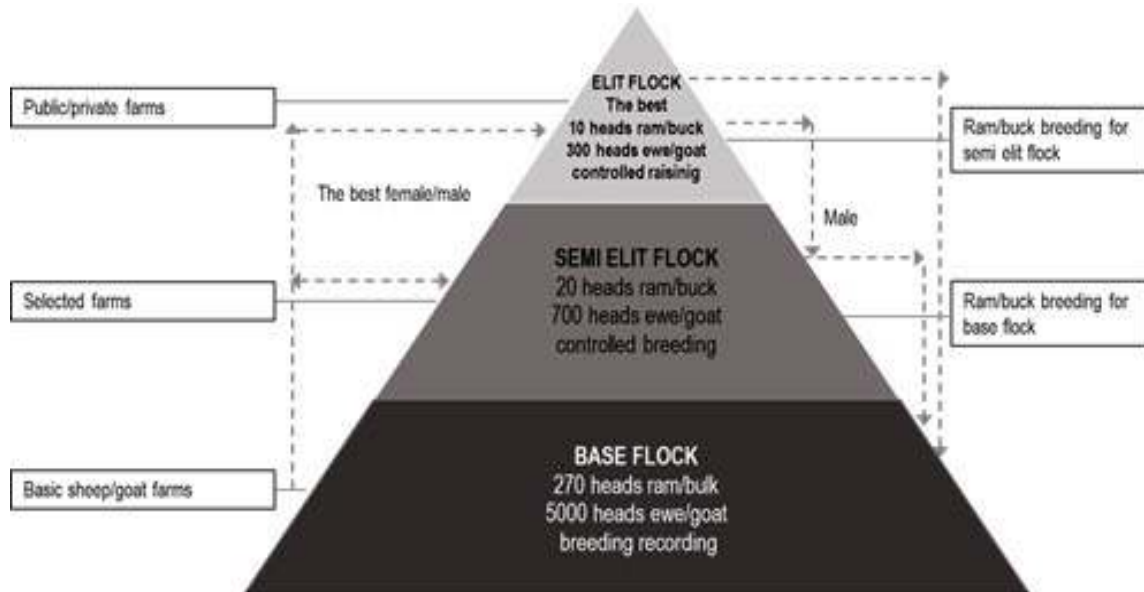 ELIT FLOCK
The best
10 heads ram/buck
300 heads ewe/goat
controlled raisinig
Public/private farms
Ram/buck breeding for
semi elit flock
The best female/male
Male
SEMI ELIT FLOCK
20 heads ram/buck
700 heads ewe/goat
controlled breeding
Selected farms
Ram/buck breeding for
base flock
BASE FLOCK
270 heads ram/bulk
5000 heads ewe/goat
breeding recording
Basic sheep/goat farms